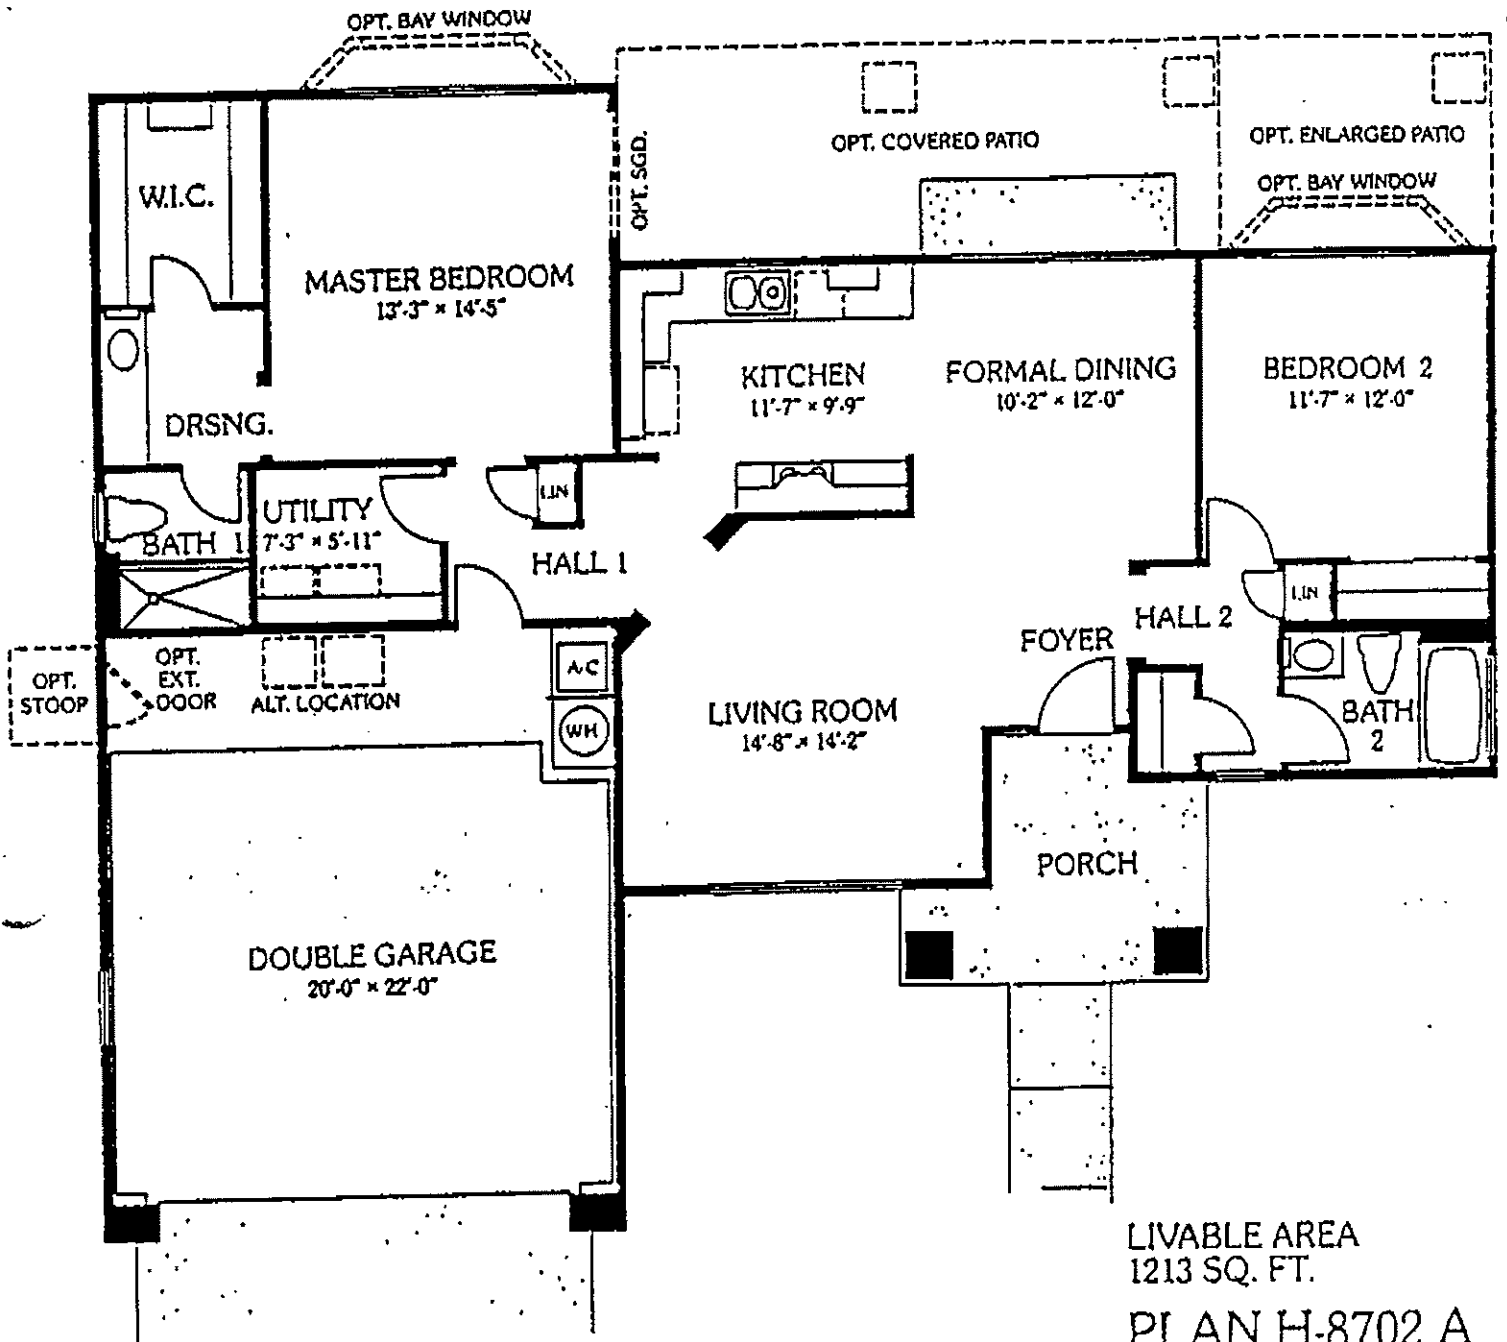 OPT. BAY WINDOW
OPT. SGD.
OPT. COVERED PATIO
OPT. ENLARGED PATIO
OPT. BAY WINDOW
W.I.C.
MASTER BEDROOM
13'-3" × 14'-5"
KITCHEN
11'-7" × 9'-9"
FORMAL DINING
10'-2" × 12'-0"
BEDROOM 2
11'-7" × 12'-0"
DRSNG.
LIN
UTILITY
7'-3" × 5'-11"
BATH 1
HALL 1
LIN
HALL 2
FOYER
OPT.
STOOP
OPT.
EXT.
DOOR
ALT. LOCATION
A-C
WH
LIVING ROOM
14'-8" × 14'-2"
BATH
2
PORCH
DOUBLE GARAGE
20'-0" × 22'-0"
LIVABLE AREA
1213 SQ. FT.
PLAN H-8702 A